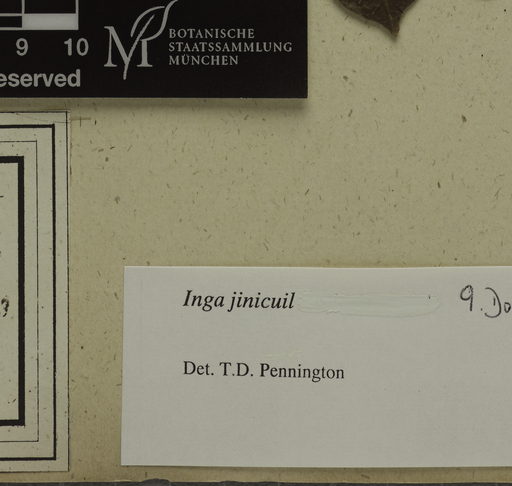 9 10
BOTANISCHE
STAATSSAMMLUNG
MÜNCHEN
eserved
Inga jinicuil
Det. T.D. Pennington